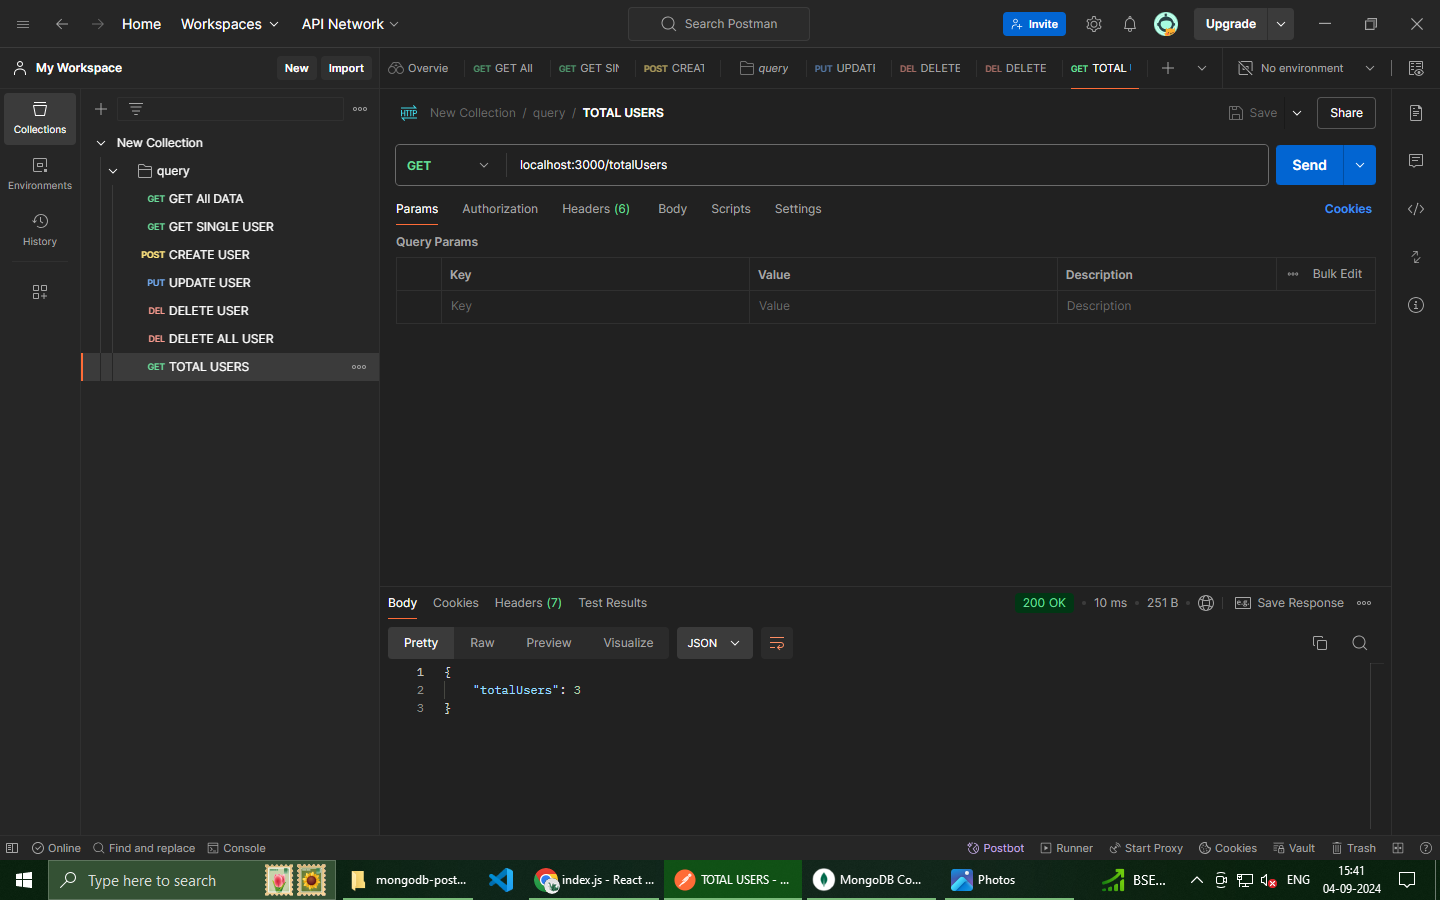 Home Workspaces API Network Search Postman Invite Upgrade
My Workspace New Import Overvie GET GET All GET GET SIN POST CREAT query PUT UPDATI DEL DELETE DEL DELETE GET TOTAL No environment
Collections
Environments
History
New Collection
query
GET GET All DATA
GET GET SINGLE USER
POST CREATE USER
PUT UPDATE USER
DEL DELETE USER
DEL DELETE ALL USER
GET TOTAL USERS
HTTP New Collection / query / TOTAL USERS Save Share
GET localhost:3000/totalUsers Send
Params Authorization Headers (6) Body Scripts Settings Cookies
Query Params
Key Value Description Bulk Edit
Key Value Description
Body Cookies Headers (7) Test Results 200 OK 10 ms 251 B e.g. Save Response
Pretty Raw Preview Visualize JSON
1 {
2 "totalUsers": 3
3 }
Online Find and replace Console Postbot Runner Start Proxy Cookies Vault Trash
Type here to search mongodb-post... index.js - React ... TOTAL USERS - ... MongoDB Co... Photos BSE... ENG 15:41
04-09-2024